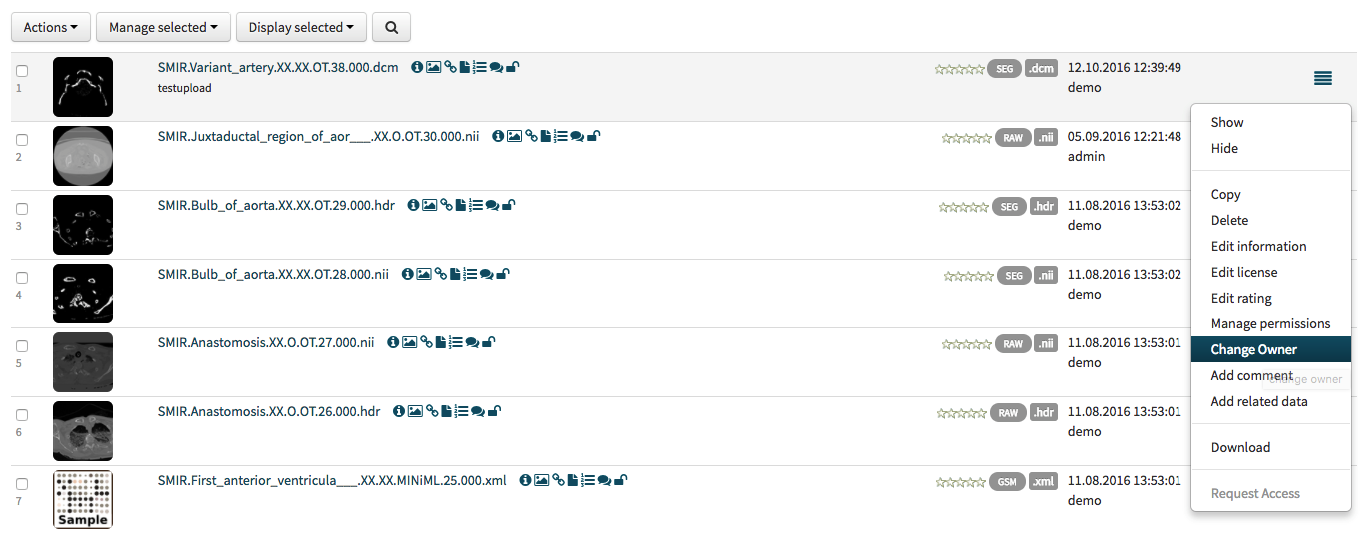 Actions Manage selected Display selected
SMIR.Variant_artery.XX.XX.OT.38.000.dcm SEG .dcm 12.10.2016 12:39:49
1 testupload demo
SMIR.Juxtaductal_region_of_aor___.XX.O.OT.30.000.nii RAW .nii 05.09.2016 12:21:48
2 admin
SMIR.Bulb_of_aorta.XX.XX.OT.29.000.hdr SEG .hdr 11.08.2016 13:53:02
3 demo
SMIR.Bulb_of_aorta.XX.XX.OT.28.000.nii SEG .nii 11.08.2016 13:53:02
4 demo
SMIR.Anastomosis.XX.O.OT.27.000.nii RAW .nii 11.08.2016 13:53:01
5 demo
SMIR.Anastomosis.XX.O.OT.26.000.hdr RAW .hdr 11.08.2016 13:53:01
6 demo
SMIR.First_anterior_ventricula___.XX.XX.MINiML.25.000.xml GSM .xml 11.08.2016 13:53:01
7 demo
Sample
Show
Hide
Copy
Delete
Edit information
Edit license
Edit rating
Manage permissions
Change Owner
Add comment
change owner
Add related data
Download
Request Access